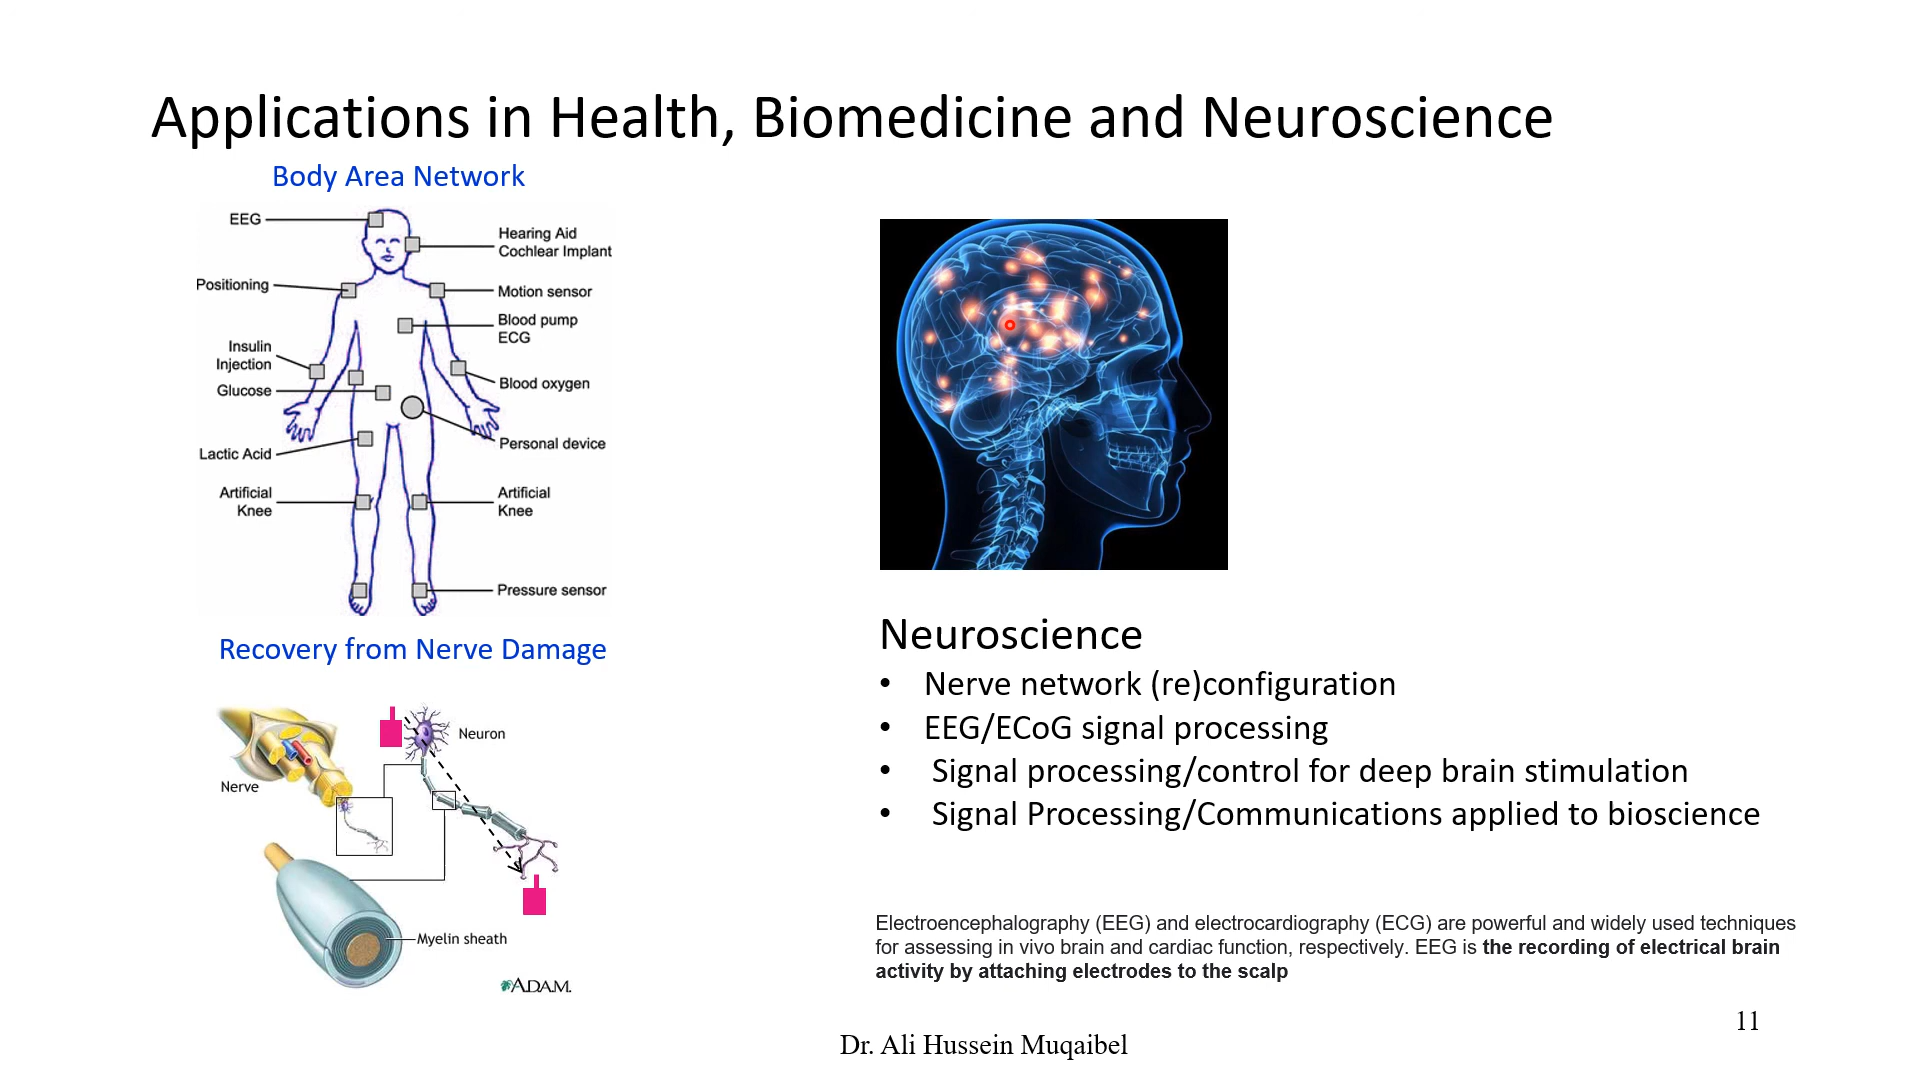 Applications in Health, Biomedicine and Neuroscience
Body Area Network
EEG
Hearing Aid
Cochlear Implant
Positioning
Motion sensor
Blood pump
ECG
Insulin
Injection
Blood oxygen
Glucose
Personal device
Lactic Acid
Artificial
Knee
Artificial
Knee
Pressure sensor
Recovery from Nerve Damage
Neuron
Nerve
Myelin sheath
A.D.A.M.
Neuroscience
• Nerve network (re)configuration
• EEG/ECoG signal processing
• Signal processing/control for deep brain stimulation
• Signal Processing/Communications applied to bioscience
Electroencephalography (EEG) and electrocardiography (ECG) are powerful and widely used techniques
for assessing in vivo brain and cardiac function, respectively. EEG is the recording of electrical brain
activity by attaching electrodes to the scalp
11
Dr. Ali Hussein Muqaibel